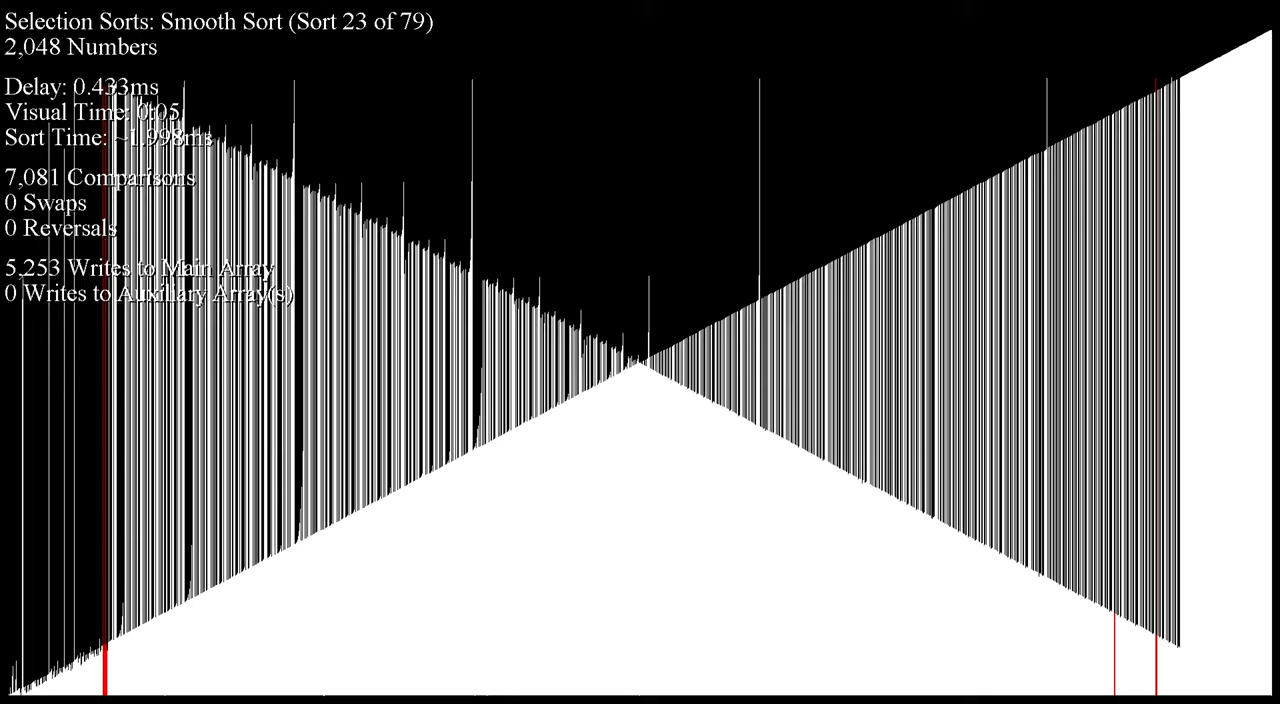 Selection Sorts: Smooth Sort (Sort 23 of 79)
2,048 Numbers
Delay: 0.433ms
Visual Time: 0:05
Sort Time: ~1.998ms
7,081 Comparisons
0 Swaps
0 Reversals
5,253 Writes to Main Array
0 Writes to Auxiliary Array(s)